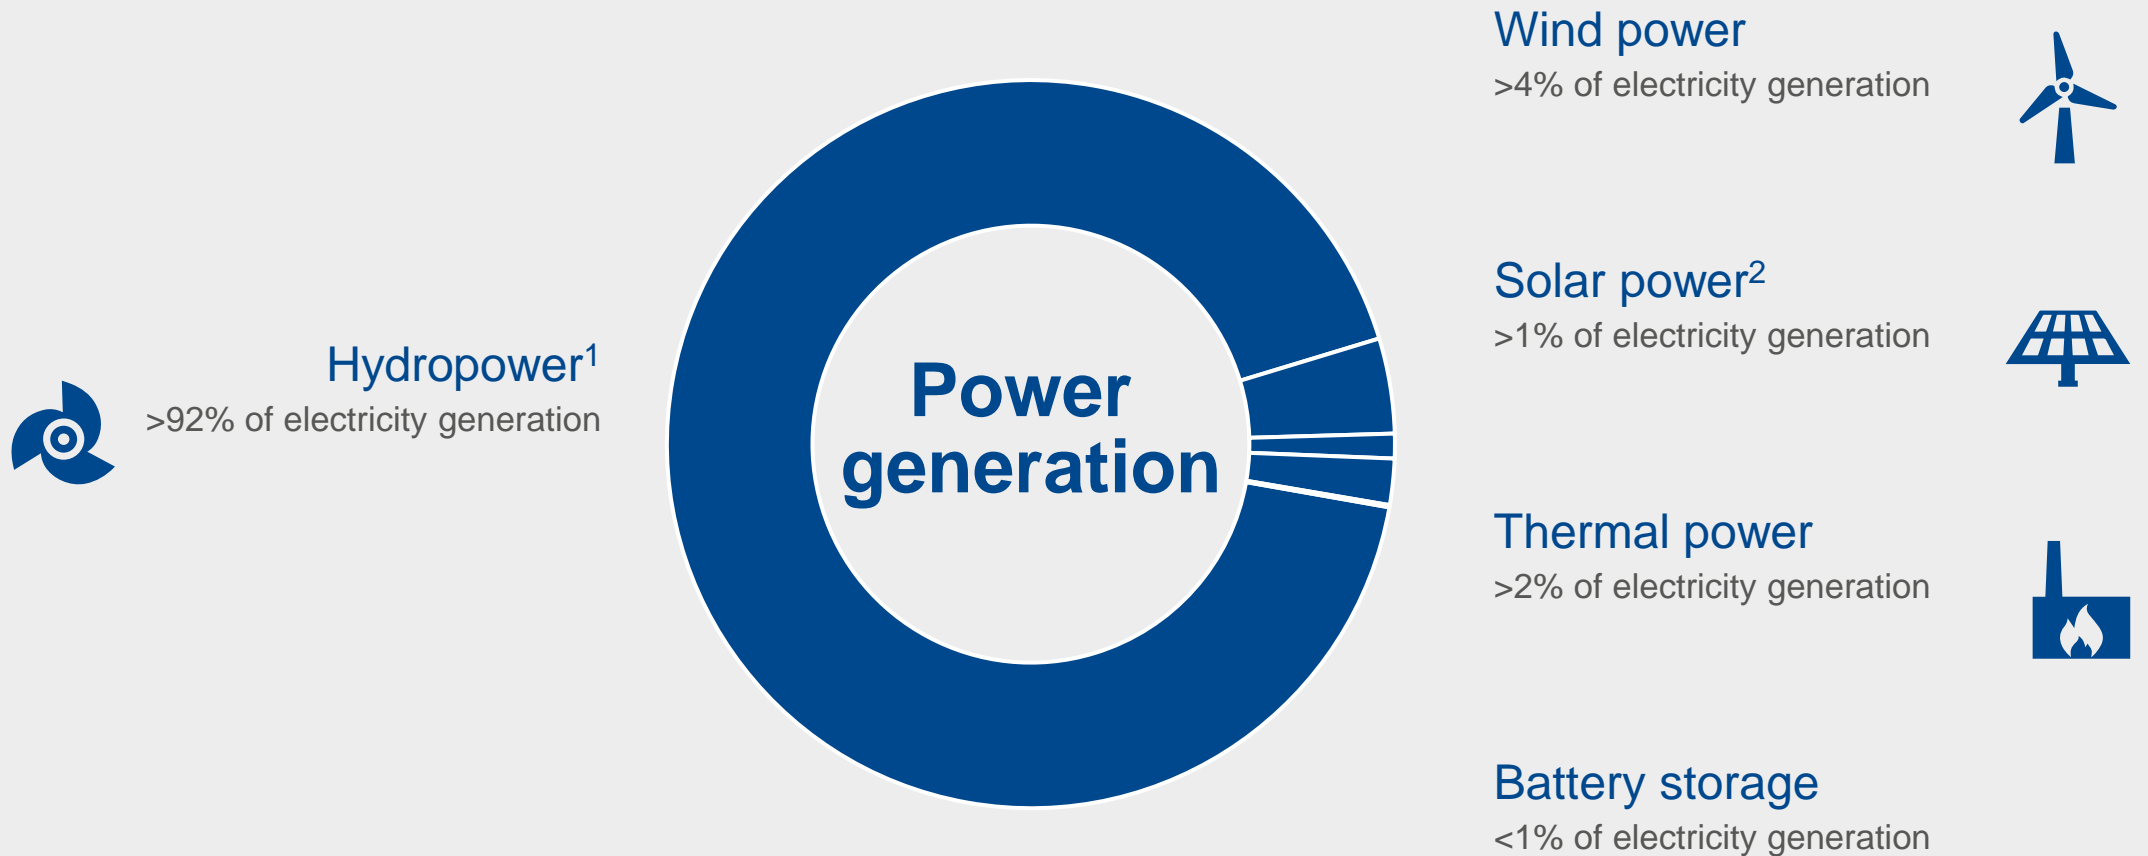 Hydropower1
>92% of electricity generation
Power
generation
Wind power
>4% of electricity generation
Solar power2
>1% of electricity generation
Thermal power
>2% of electricity generation
Battery storage
<1% of electricity generation